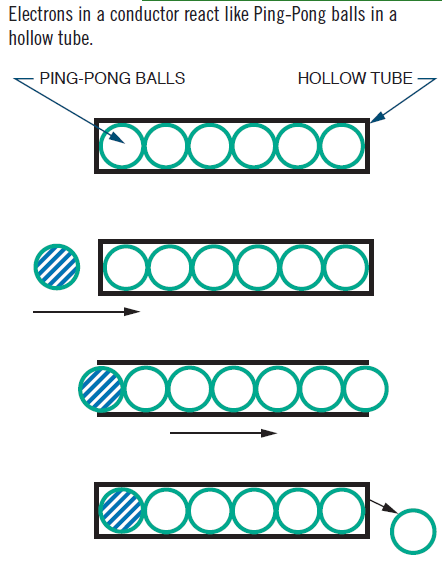 Electrons in a conductor react like Ping-Pong balls in a
hollow tube.
PING-PONG BALLS
HOLLOW TUBE